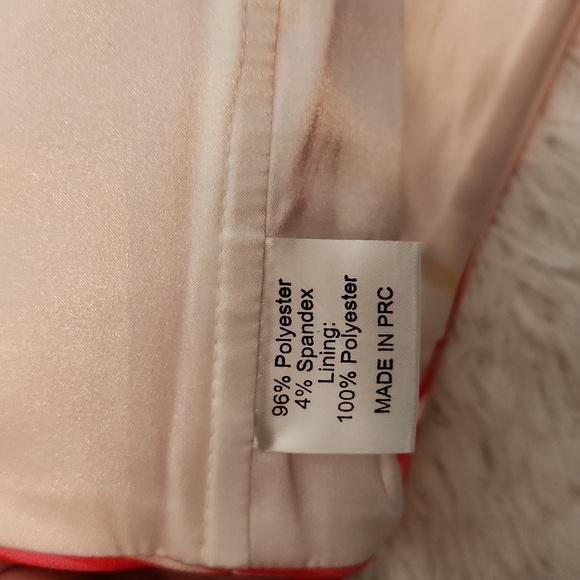 96% Polyester
4% Spandex
Lining:
100% Polyester
MADE IN PRC